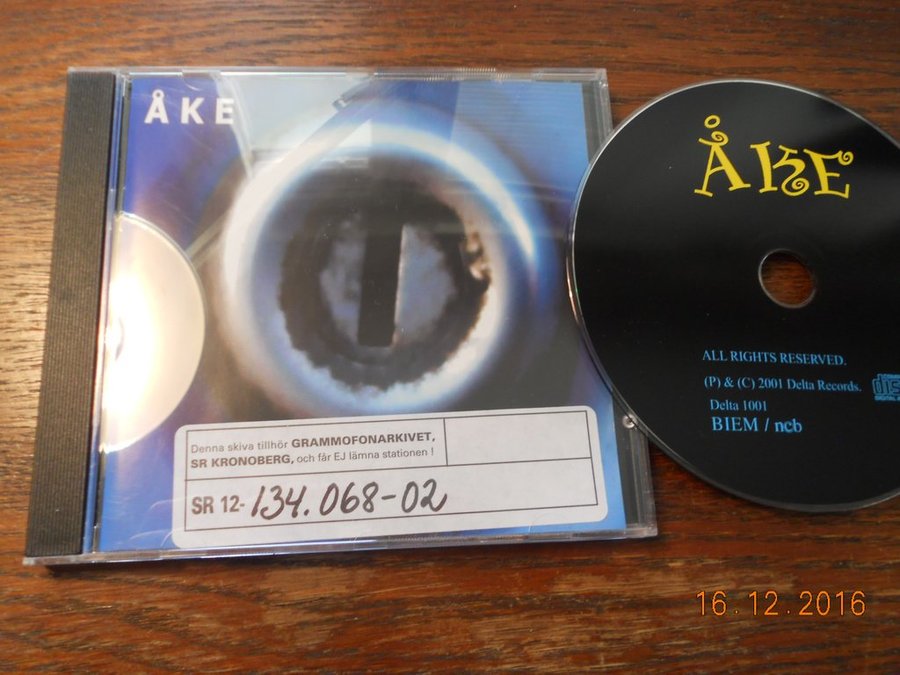 ÅKE
Denna skiva tillhör GRAMMOFONARKIVET,
SR KRONOBERG, och får EJ lämna stationen !
SR 12-134.068-02
ÅKE
ALL RIGHTS RESERVED.
(P) & (C) 2001 Delta Records.
Delta 1001
BIEM / ncb
16.12.2016